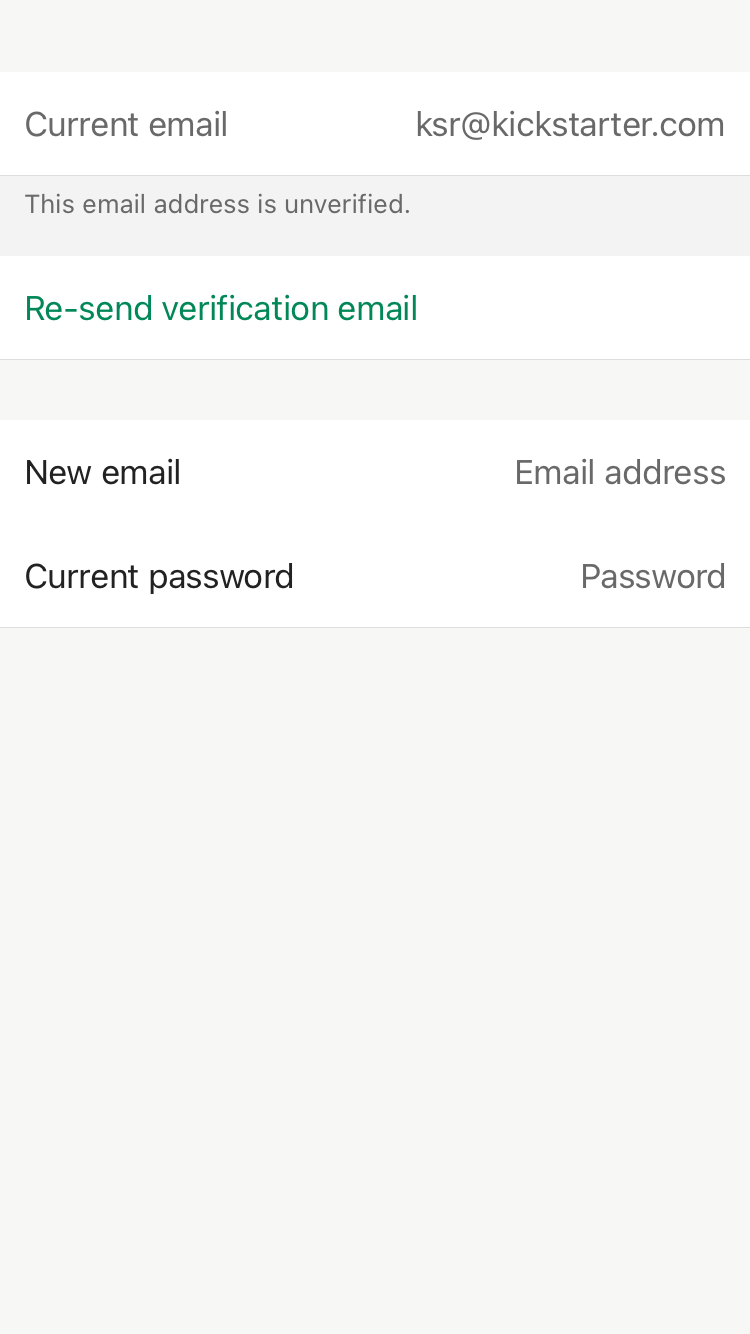 Current email ksr@kickstarter.com
This email address is unverified.
Re-send verification email
New email Email address
Current password Password